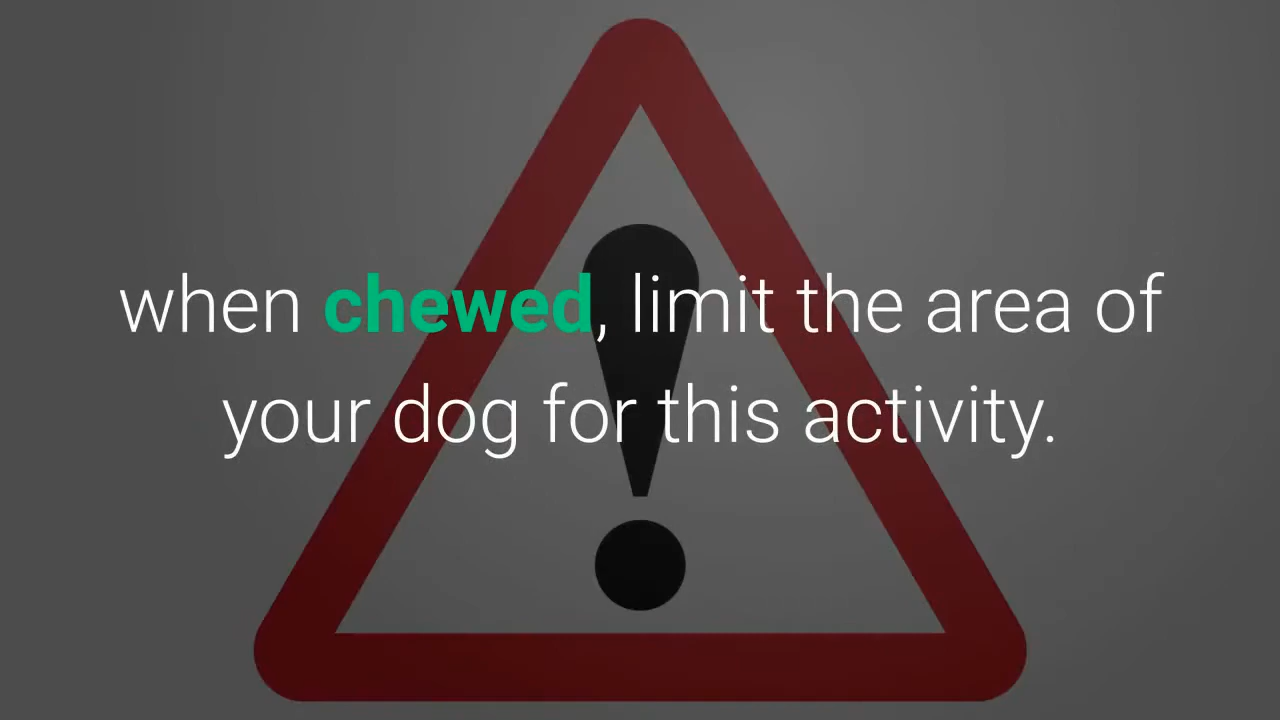 when chewed, limit the area of
your dog for this activity.